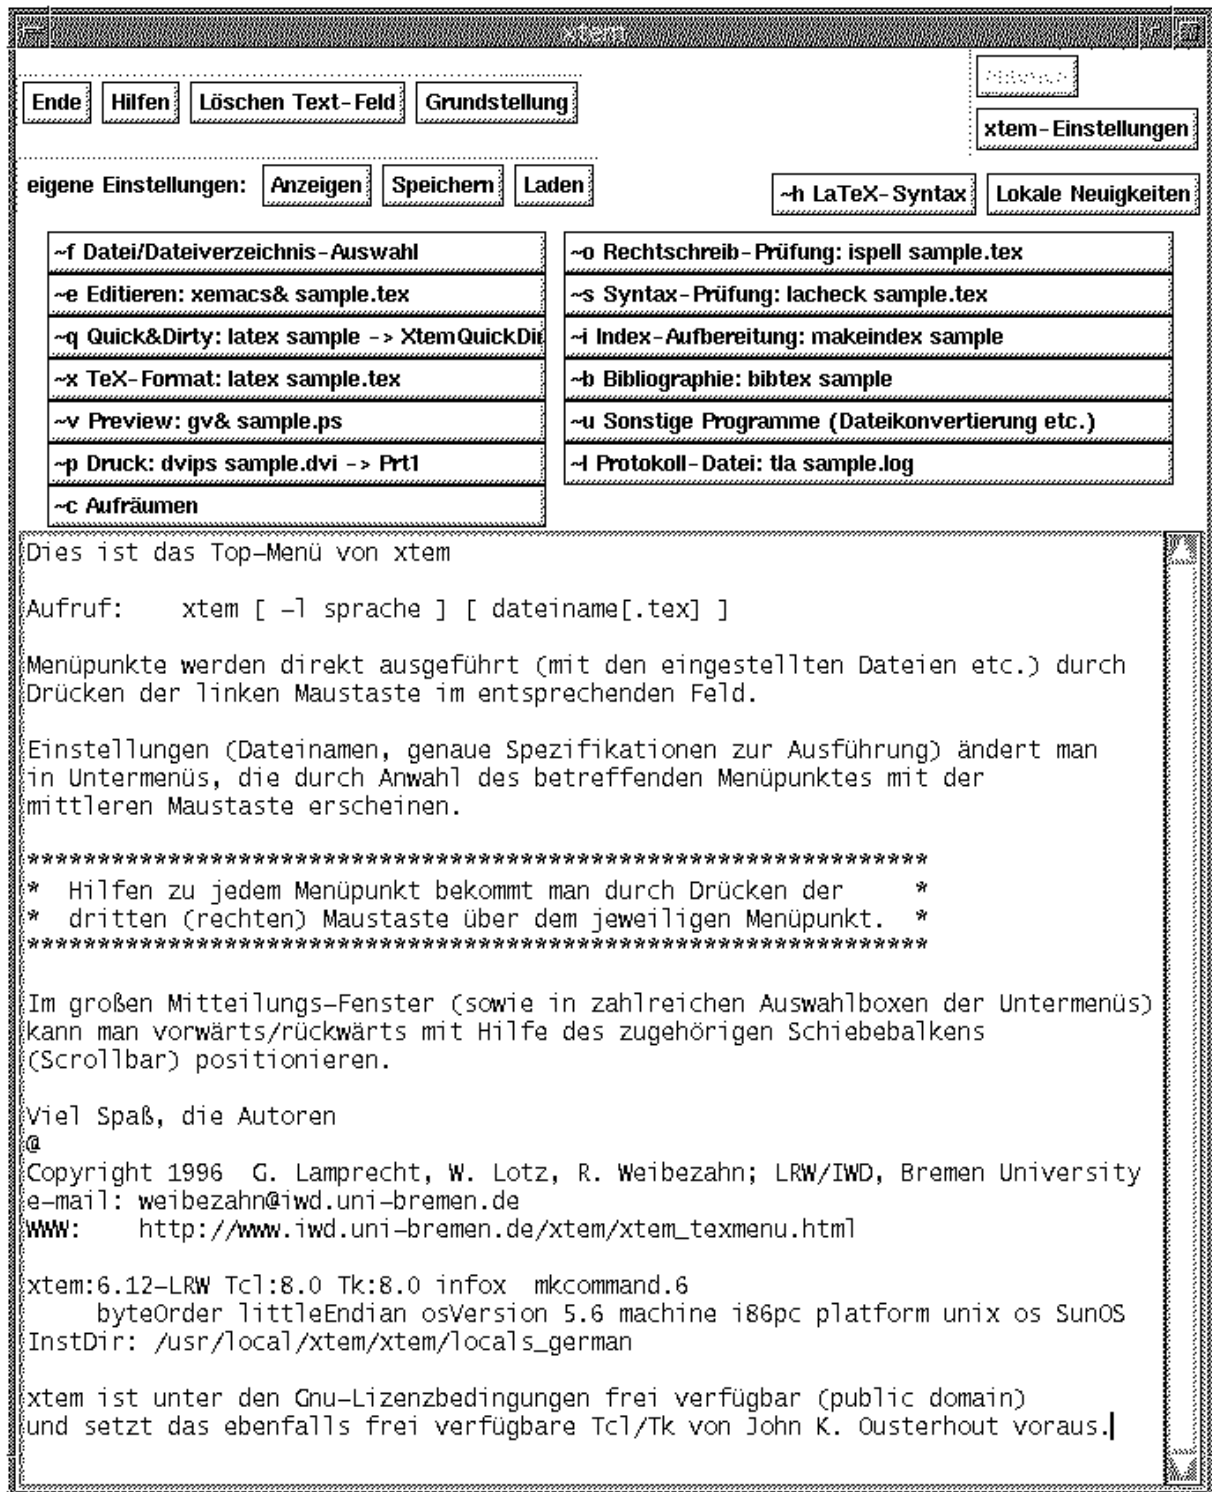 xtem
Ende Hilfen Löschen Text-Feld Grundstellung
xtem-Einstellungen
eigene Einstellungen: Anzeigen Speichern Laden
~h LaTeX-Syntax Lokale Neuigkeiten
~f Datei/Dateiverzeichnis-Auswahl
~e Editieren: xemacs& sample.tex
~q Quick&Dirty: latex sample -> XtemQuickDir
~x TeX-Format: latex sample.tex
~v Preview: gv& sample.ps
~p Druck: dvips sample.dvi -> Prt1
~c Aufräumen
~o Rechtschreib-Prüfung: ispell sample.tex
~s Syntax-Prüfung: lacheck sample.tex
~i Index-Aufbereitung: makeindex sample
~b Bibliographie: bibtex sample
~u Sonstige Programme (Dateikonvertierung etc.)
~l Protokoll-Datei: tla sample.log
Dies ist das Top-Menü von xtem
Aufruf: xtem [ -l sprache ] [ dateiname[.tex] ]
Menüpunkte werden direkt ausgeführt (mit den eingestellten Dateien etc.) durch
Drücken der linken Maustaste im entsprechenden Feld.
Einstellungen (Dateinamen, genaue Spezifikationen zur Ausführung) ändert man
in Untermenüs, die durch Anwahl des betreffenden Menüpunktes mit der
mittleren Maustaste erscheinen.
****************************************************************
* Hilfen zu jedem Menüpunkt bekommt man durch Drücken der *
* dritten (rechten) Maustaste über dem jeweiligen Menüpunkt. *
****************************************************************
Im großen Mitteilungs-Fenster (sowie in zahlreichen Auswahlboxen der Untermenüs)
kann man vorwärts/rückwärts mit Hilfe des zugehörigen Schiebebalkens
(Scrollbar) positionieren.
Viel Spaß, die Autoren
@
Copyright 1996 G. Lamprecht, W. Lotz, R. Weibezahn; LRW/IWD, Bremen University
e-mail: weibezahn@iwd.uni-bremen.de
WWW: http://www.iwd.uni-bremen.de/xtem/xtem_texmenu.html
xtem:6.12-LRW Tcl:8.0 Tk:8.0 infox mkcommand.6
byteOrder littleEndian osVersion 5.6 machine i86pc platform unix os SunOS
InstDir: /usr/local/xtem/xtem/locals_german
xtem ist unter den Gnu-Lizenzbedingungen frei verfügbar (public domain)
und setzt das ebenfalls frei verfügbare Tcl/Tk von John K. Ousterhout voraus.